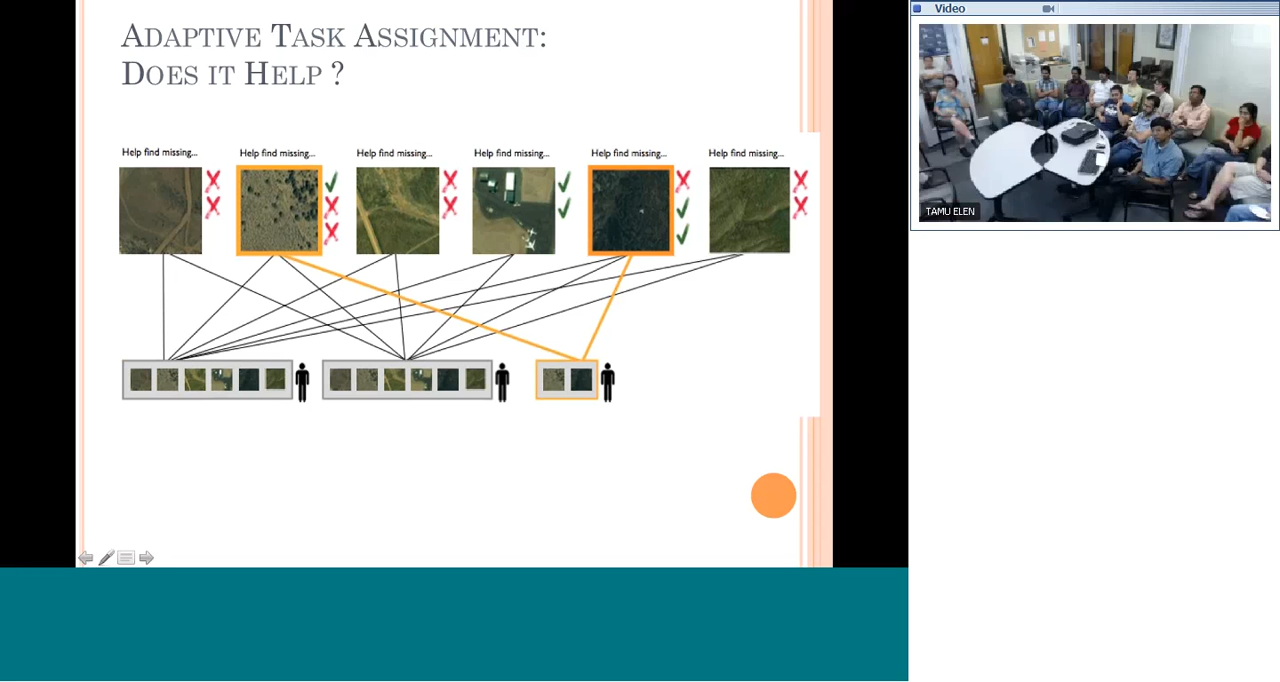 ADAPTIVE TASK ASSIGNMENT:
DOES IT HELP ?
Help find missing...
Help find missing...
Help find missing...
Help find missing...
Help find missing...
Help find missing...
Video
TAMU ELEN